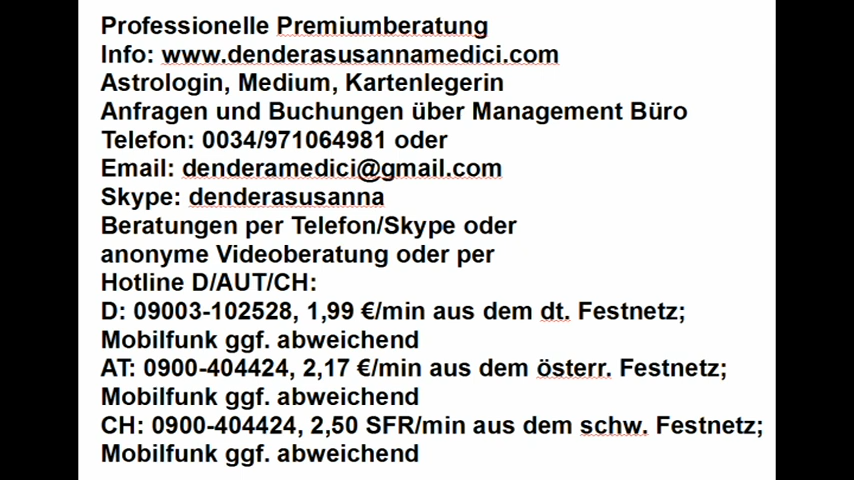 Professionelle Premiumberatung
Info: www.denderasusannamedici.com
Astrologin, Medium, Kartenlegerin
Anfragen und Buchungen über Management Büro
Telefon: 0034/971064981 oder
Email: denderamedici@gmail.com
Skype: denderasusanna
Beratungen per Telefon/Skype oder
anonyme Videoberatung oder per
Hotline D/AUT/CH:
D: 09003-102528, 1,99 €/min aus dem dt. Festnetz;
Mobilfunk ggf. abweichend
AT: 0900-404424, 2,17 €/min aus dem österr. Festnetz;
Mobilfunk ggf. abweichend
CH: 0900-404424, 2,50 SFR/min aus dem schw. Festnetz;
Mobilfunk ggf. abweichend